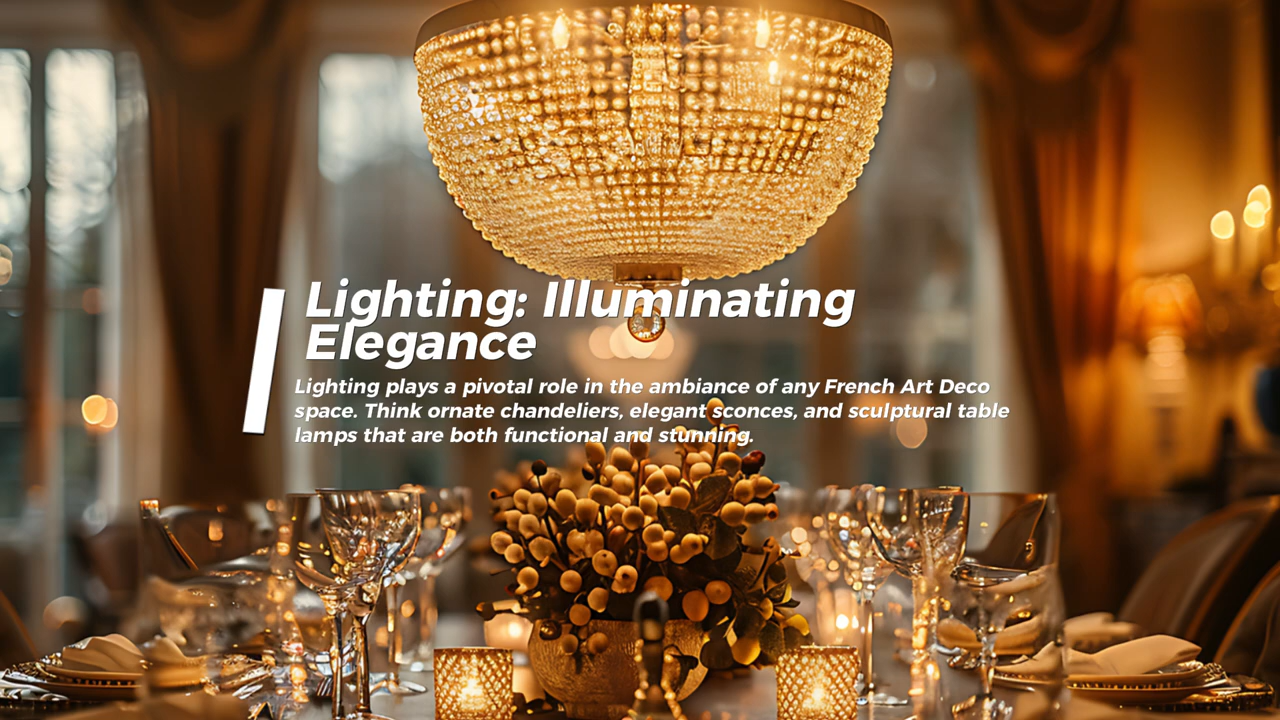 Lighting: Illuminating
Elegance
Lighting plays a pivotal role in the ambiance of any French Art Deco
space. Think ornate chandeliers, elegant sconces, and sculptural table
lamps that are both functional and stunning.